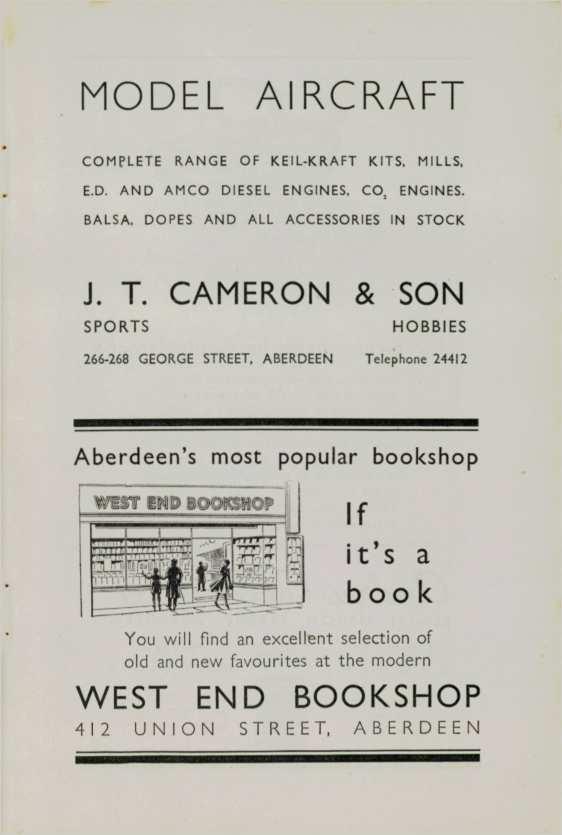 MODEL AIRCRAFT
COMPLETE RANGE OF KEIL-KRAFT KITS, MILLS,
E.D. AND AMCO DIESEL ENGINES, CO₂ ENGINES.
BALSA, DOPES AND ALL ACCESSORIES IN STOCK
J. T. CAMERON & SON
SPORTS HOBBIES
266-268 GEORGE STREET, ABERDEEN Telephone 24412
Aberdeen's most popular bookshop
WEST END BOOKSHOP
If
it's a
book
You will find an excellent selection of
old and new favourites at the modern
WEST END BOOKSHOP
412 UNION STREET, ABERDEEN